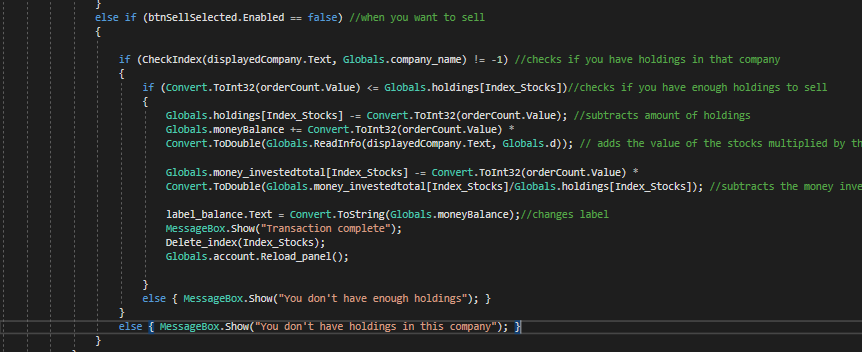 }
else if (btnSellSelected.Enabled == false) //when you want to sell
{
if (CheckIndex(displayedCompany.Text, Globals.company_name) != -1) //checks if you have holdings in that company
{
if (Convert.ToInt32(orderCount.Value) <= Globals.holdings[Index_Stocks])//checks if you have enough holdings to sell
{
Globals.holdings[Index_Stocks] -= Convert.ToInt32(orderCount.Value); //subtracts amount of holdings
Globals.moneyBalance += Convert.ToInt32(orderCount.Value) *
Convert.ToDouble(Globals.ReadInfo(displayedCompany.Text, Globals.d)); // adds the value of the stocks multiplied by th
Globals.money_investedtotal[Index_Stocks] -= Convert.ToInt32(orderCount.Value) *
Convert.ToDouble(Globals.money_investedtotal[Index_Stocks]/Globals.holdings[Index_Stocks]); //subtracts the money inve
label_balance.Text = Convert.ToString(Globals.moneyBalance);//changes label
MessageBox.Show("Transaction complete");
Delete_index(Index_Stocks);
Globals.account.Reload_panel();
}
else { MessageBox.Show("You don't have enough holdings"); }
}
else { MessageBox.Show("You don't have holdings in this company"); }
}
}